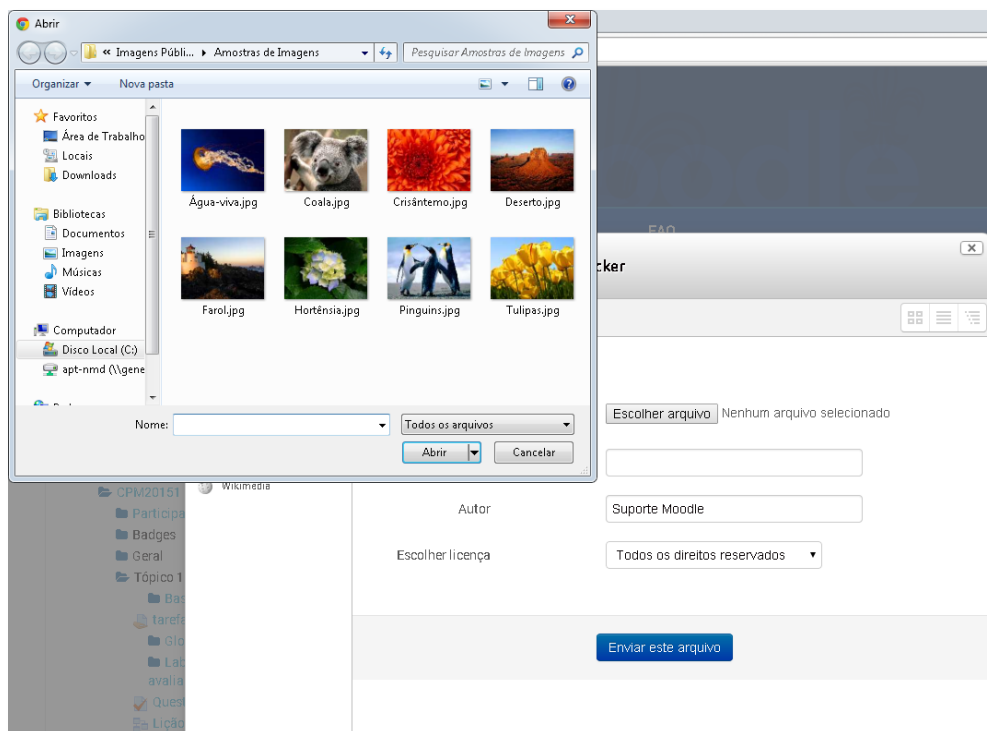 Abrir
« Imagens Públi... ▸ Amostras de Imagens
Pesquisar Amostras de Imagens
Organizar
Nova pasta
Favoritos
Área de Trabalho
Locais
Downloads
Bibliotecas
Documentos
Imagens
Músicas
Vídeos
Computador
Disco Local (C:)
apt-nmd (\\gene
Água-viva.jpg
Coala.jpg
Crisântemo.jpg
Deserto.jpg
Farol.jpg
Hortênsia.jpg
Pinguins.jpg
Tulipas.jpg
Nome:
Todos os arquivos
Abrir
Cancelar
FAQ
cker
Escolher arquivo Nenhum arquivo selecionado
Wikimedia
Autor
Suporte Moodle
Escolher licença
Todos os direitos reservados
Enviar este arquivo
CPM20151
Participa
Badges
Geral
Tópico 1
Bas
tarefa
Glo
Lab
avalia
Quest
Lição